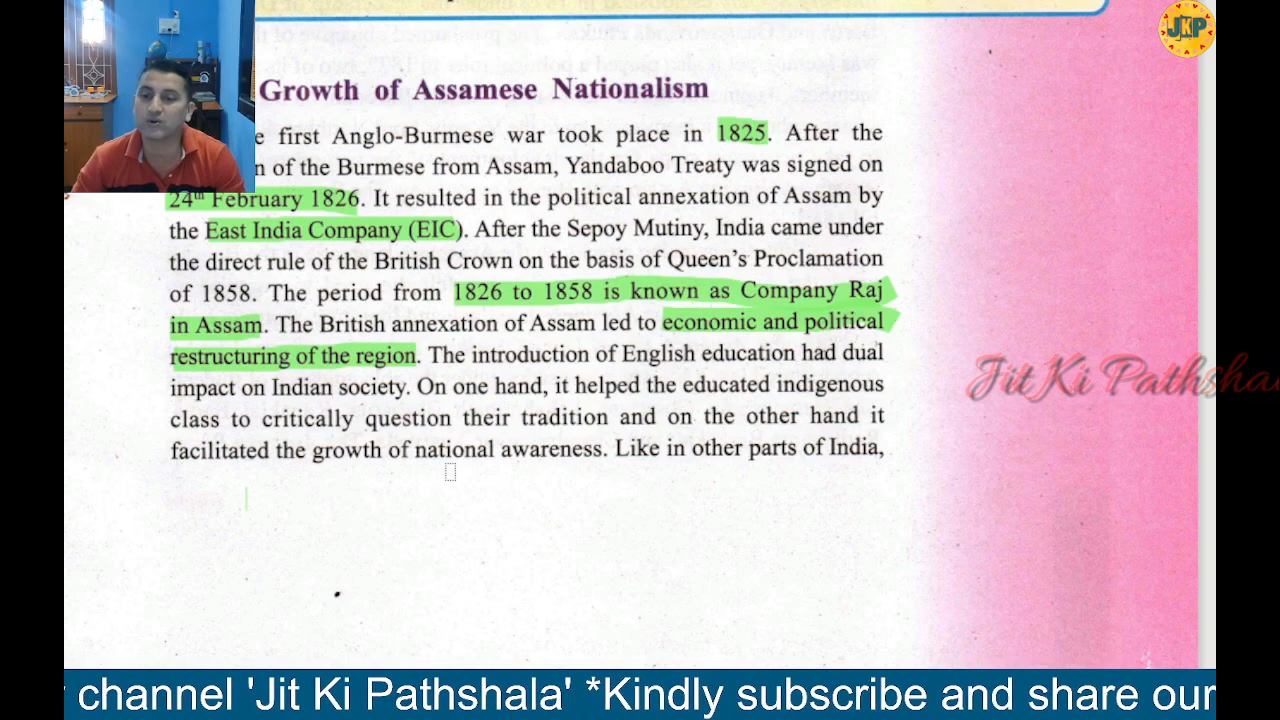 JKP
Growth of Assamese Nationalism
first Anglo-Burmese war took place in 1825. After the
of the Burmese from Assam, Yandaboo Treaty was signed on
24th February 1826. It resulted in the political annexation of Assam by
the East India Company (EIC). After the Sepoy Mutiny, India came under
the direct rule of the British Crown on the basis of Queen's Proclamation
of 1858. The period from 1826 to 1858 is known as Company Raj
in Assam. The British annexation of Assam led to economic and political
restructuring of the region. The introduction of English education had dual
impact on Indian society. On one hand, it helped the educated indigenous
class to critically question their tradition and on the other hand it
facilitated the growth of national awareness. Like in other parts of India,
Jit Ki Pathsha
channel 'Jit Ki Pathshala' *Kindly subscribe and share our